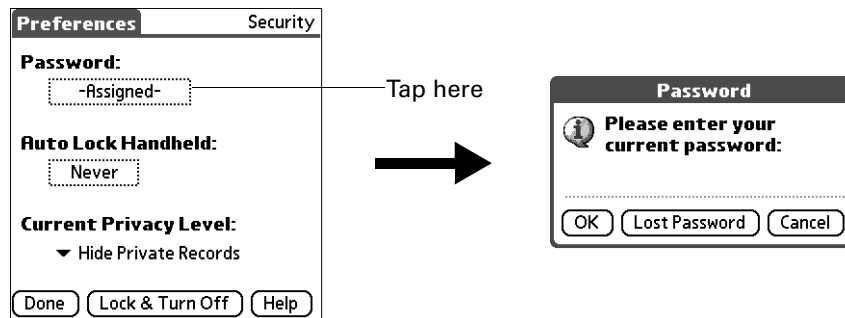 Preferences Security
Password:
-Assigned-
Auto Lock Handheld:
Never
Current Privacy Level:
Hide Private Records
Done Lock & Turn Off Help
Tap here
Password
Please enter your
current password:
OK Lost Password Cancel